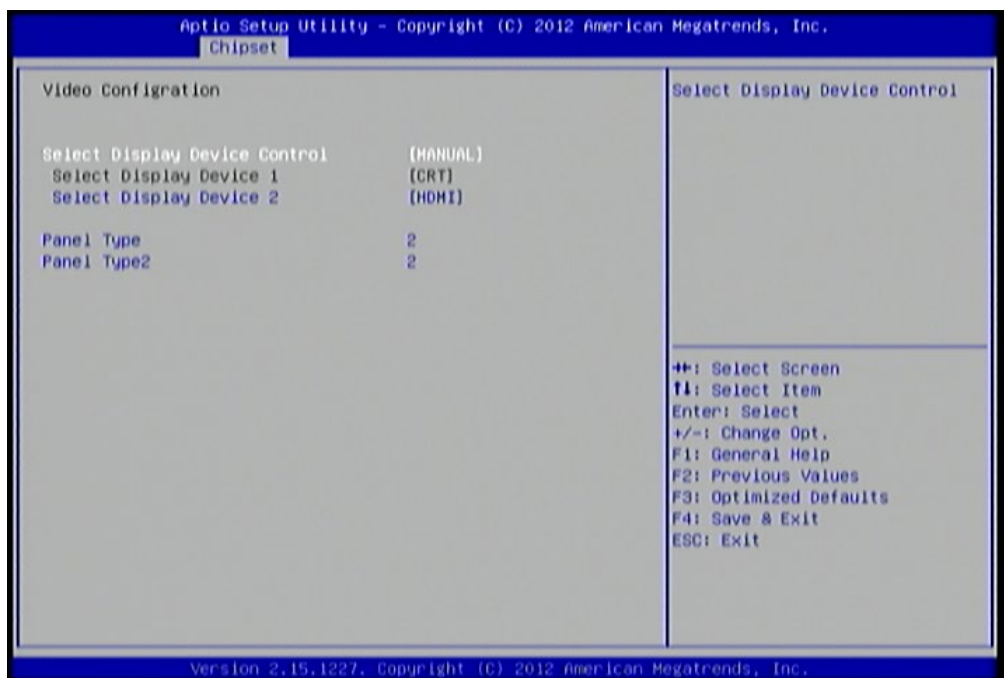 Aptio Setup Utility - Copyright (C) 2012 American Megatrends, Inc.
Chipset
Video Configration
Select Display Device Control [MANUAL]
Select Display Device 1 [CRT]
Select Display Device 2 [HDMI]
Panel Type 2
Panel Type2 2
Select Display Device Control
→←: Select Screen
↑↓: Select Item
Enter: Select
+/-: Change Opt.
F1: General Help
F2: Previous Values
F3: Optimized Defaults
F4: Save & Exit
ESC: Exit
Version 2.15.1227. Copyright (C) 2012 American Megatrends, Inc.